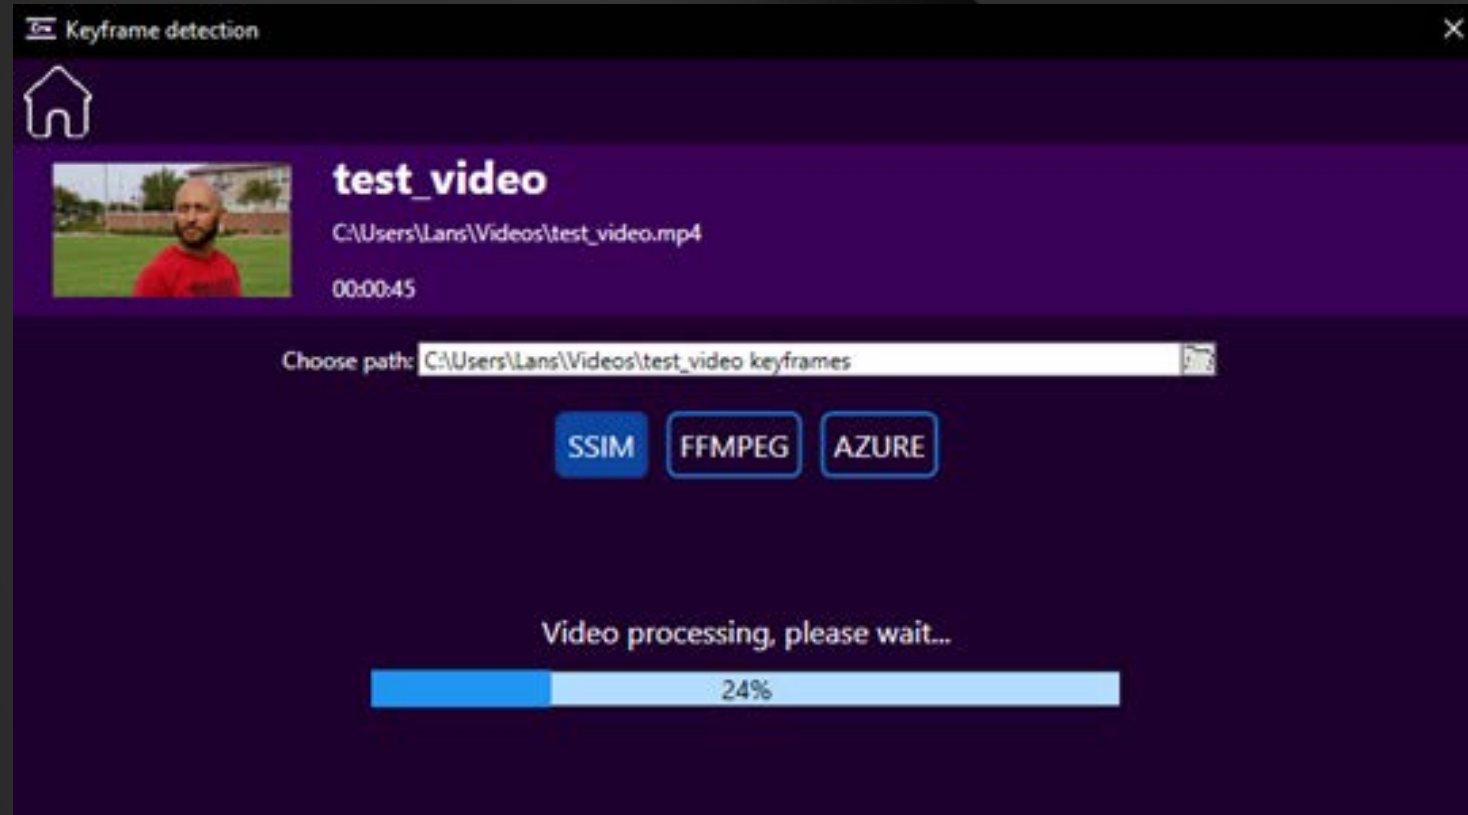 Keyframe detection
test_video
C:\Users\Lans\Videos\test_video.mp4
00:00:45
Choose path: C:\Users\Lans\Videos\test_video keyframes
SSIM FFMPEG AZURE
Video processing, please wait...
24%